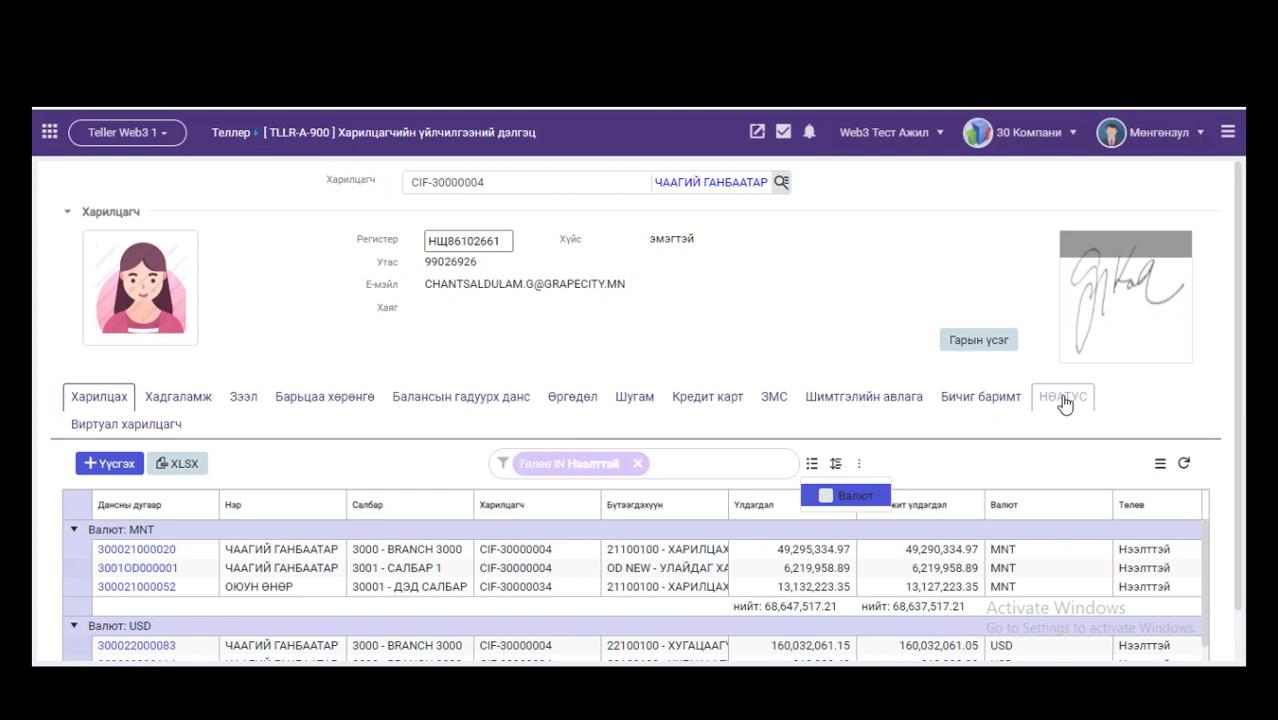 Teller Web3 1
Теллер [ TLLR-A-900 ] Харилцагчийн үйлчилгээний дэлгэц
Web3 Тест Ажил
30 Компани
Мөнгөнзул
Харилцагч CIF-30000004 ЧААГИЙ ГАНБААТАР
Харилцагч
Регистер НЩ86102661 Хүйс эмэгтэй
Утас 99026926
Е-мэйл CHANTSALDULAM.G@GRAPECITY.MN
Хаяг
Гарын үсэг
Харилцах Хадгаламж Зээл Барьцаа хөрөнгө Балансын гадуурх данс Өргөдөл Шугам Кредит карт ЗМС Шимтгэлийн авлага Бичиг баримт НӨАТУС
Виртуал харилцагч
Үүсгэх XLSX Төлөв IN Нээлттэй
Валют
Дансны дугаар Нэр Салбар Харилцагч Бүтээгдэхүүн Үлдэгдэл жит үлдэгдэл Валют Төлөв
Валют: MNT
300021000020 ЧААГИЙ ГАНБААТАР 3000 - BRANCH 3000 CIF-30000004 21100100 - ХАРИЛЦАХ 49,295,334.97 49,290,334.97 MNT Нээлттэй
3001OD000001 ЧААГИЙ ГАНБААТАР 3001 - САЛБАР 1 CIF-30000004 OD NEW - УЛАЙДАГ ХА 6,219,958.89 6,219,958.89 MNT Нээлттэй
300021000052 ОЮУН ӨНӨР 30001 - ДЭД САЛБАР CIF-30000034 21100100 - ХАРИЛЦАХ 13,132,223.35 13,127,223.35 MNT Нээлттэй
нийт: 68,647,517.21 нийт: 68,637,517.21
Activate Windows
Валют: USD
Go to Settings to activate Windows.
300022000083 ЧААГИЙ ГАНБААТАР 3000 - BRANCH 3000 CIF-30000004 22100100 - ХУГАЦААГ 160,032,061.15 160,032,061.05 USD Нээлттэй